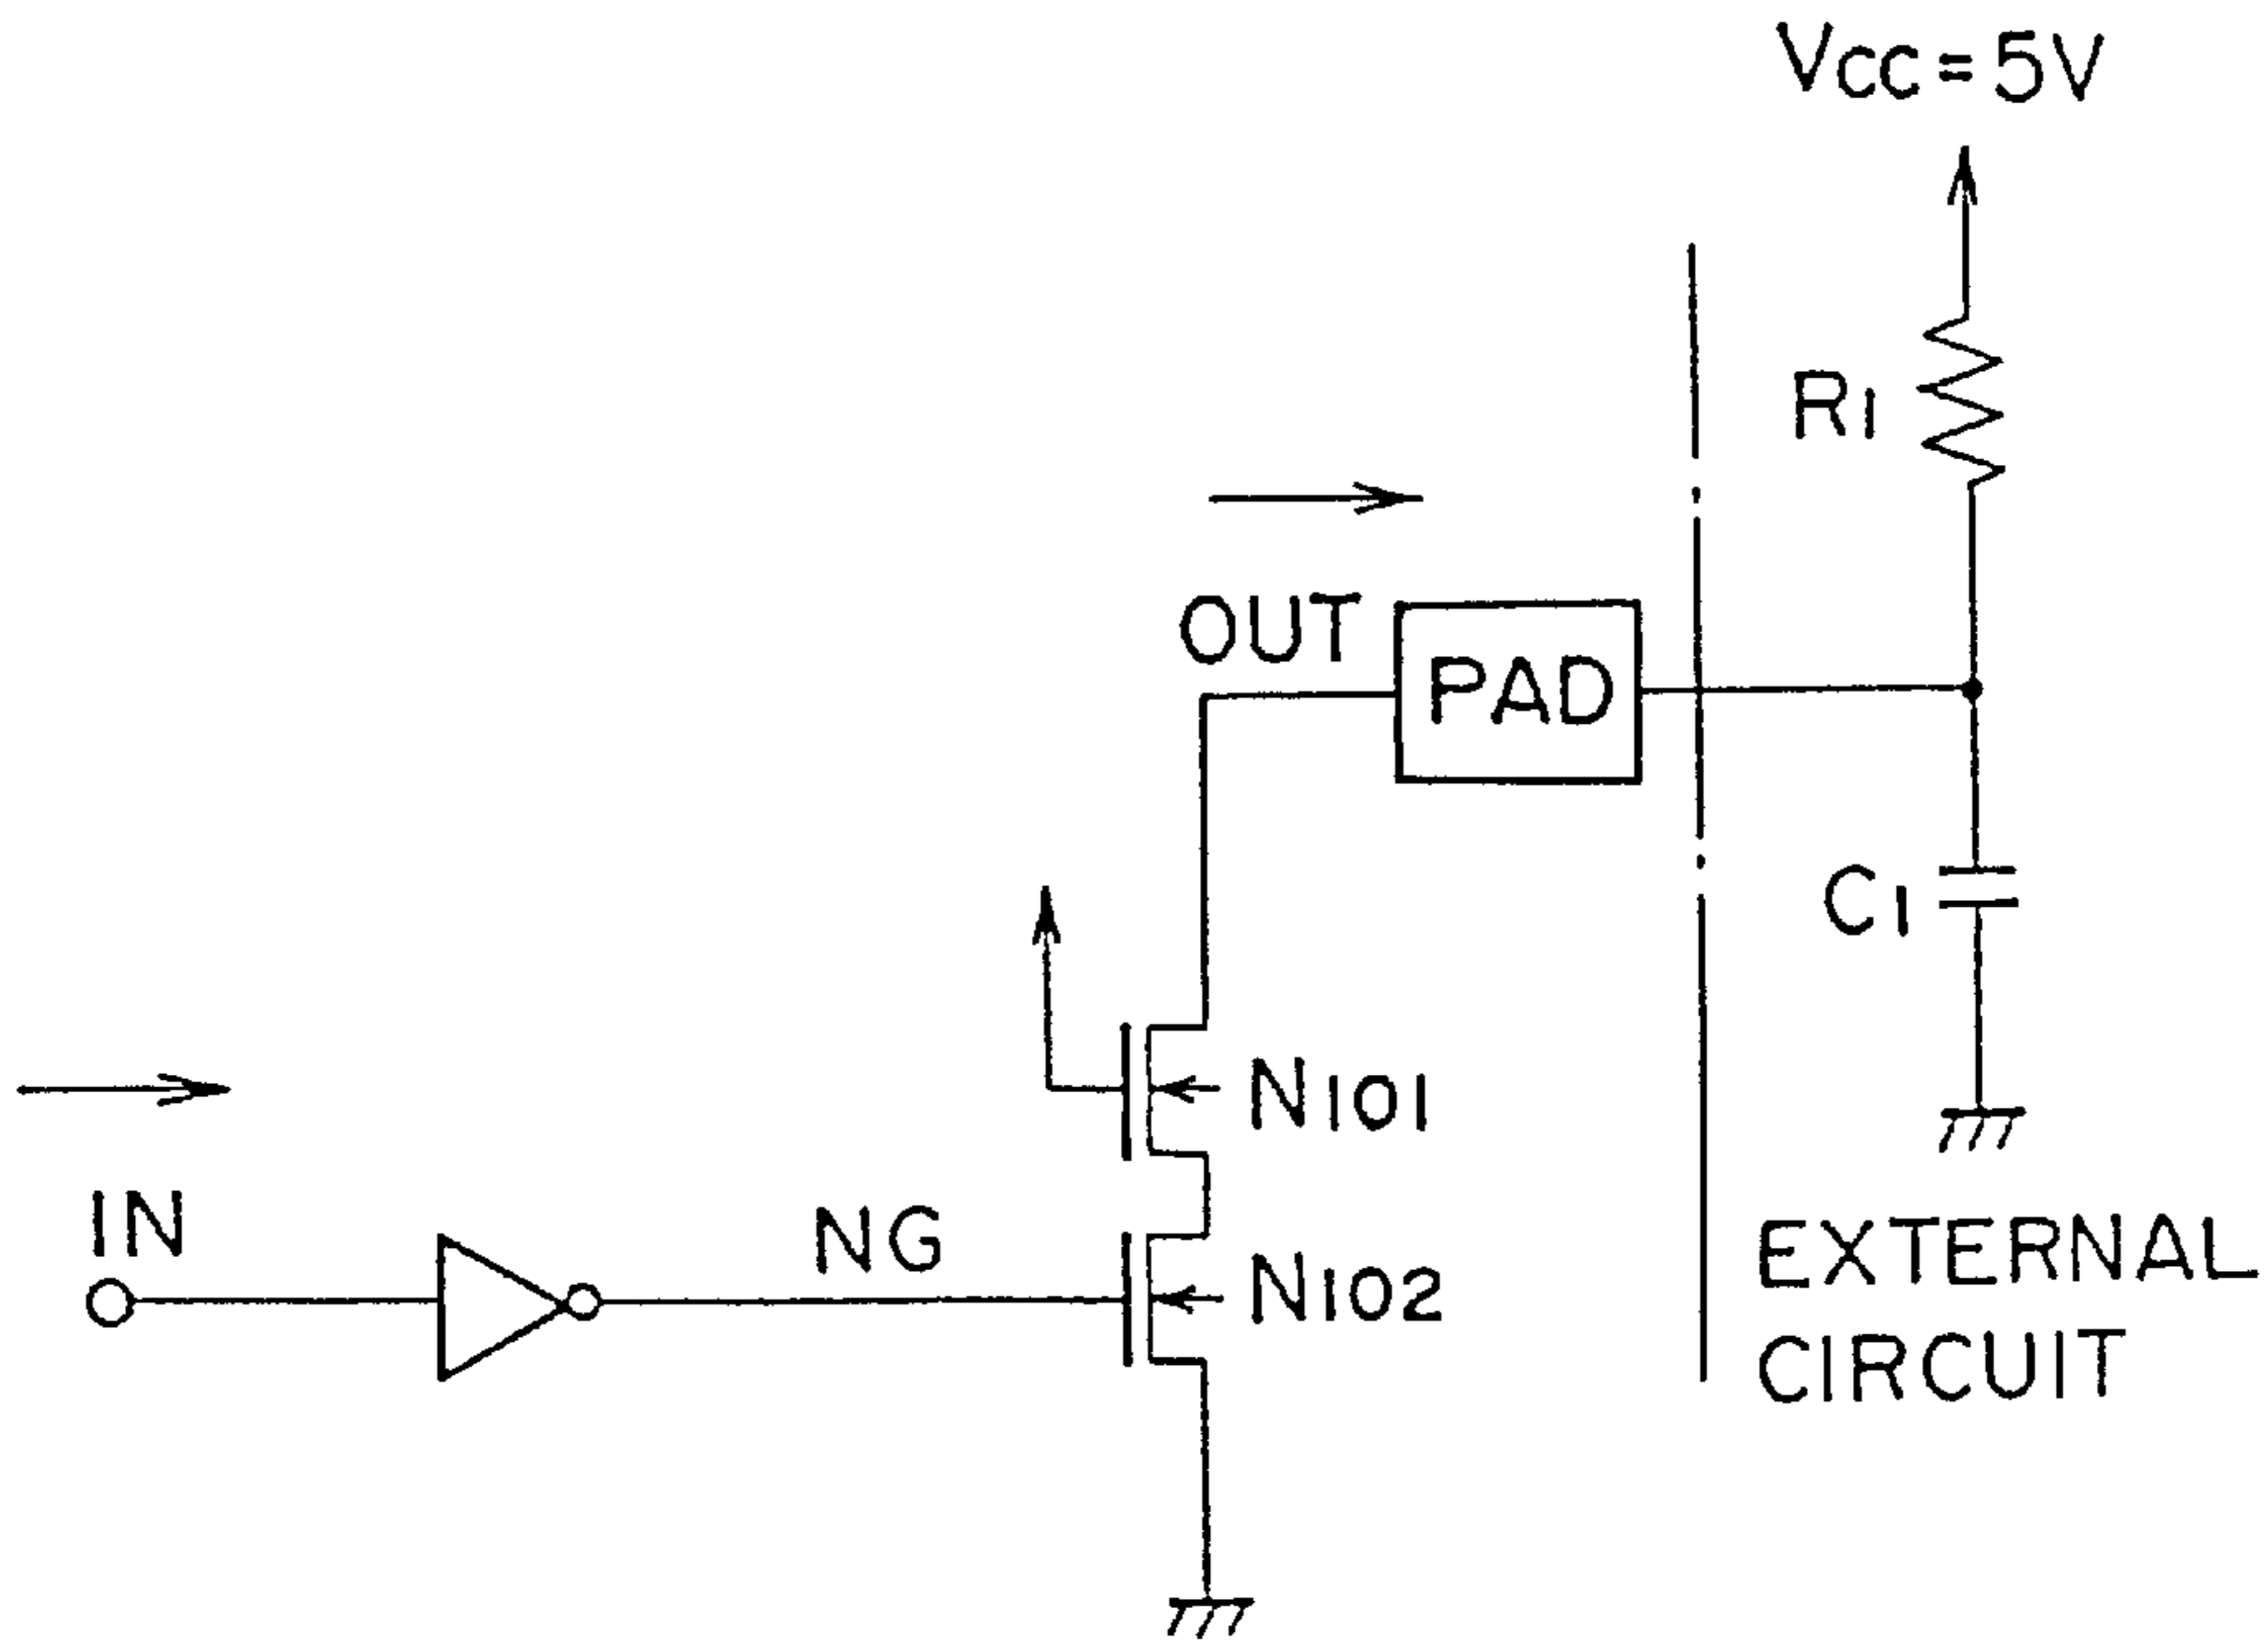 Vcc=5V
R1
OUT
PAD
C1
N101
IN
NG
N102
EXTERNAL
CIRCUIT